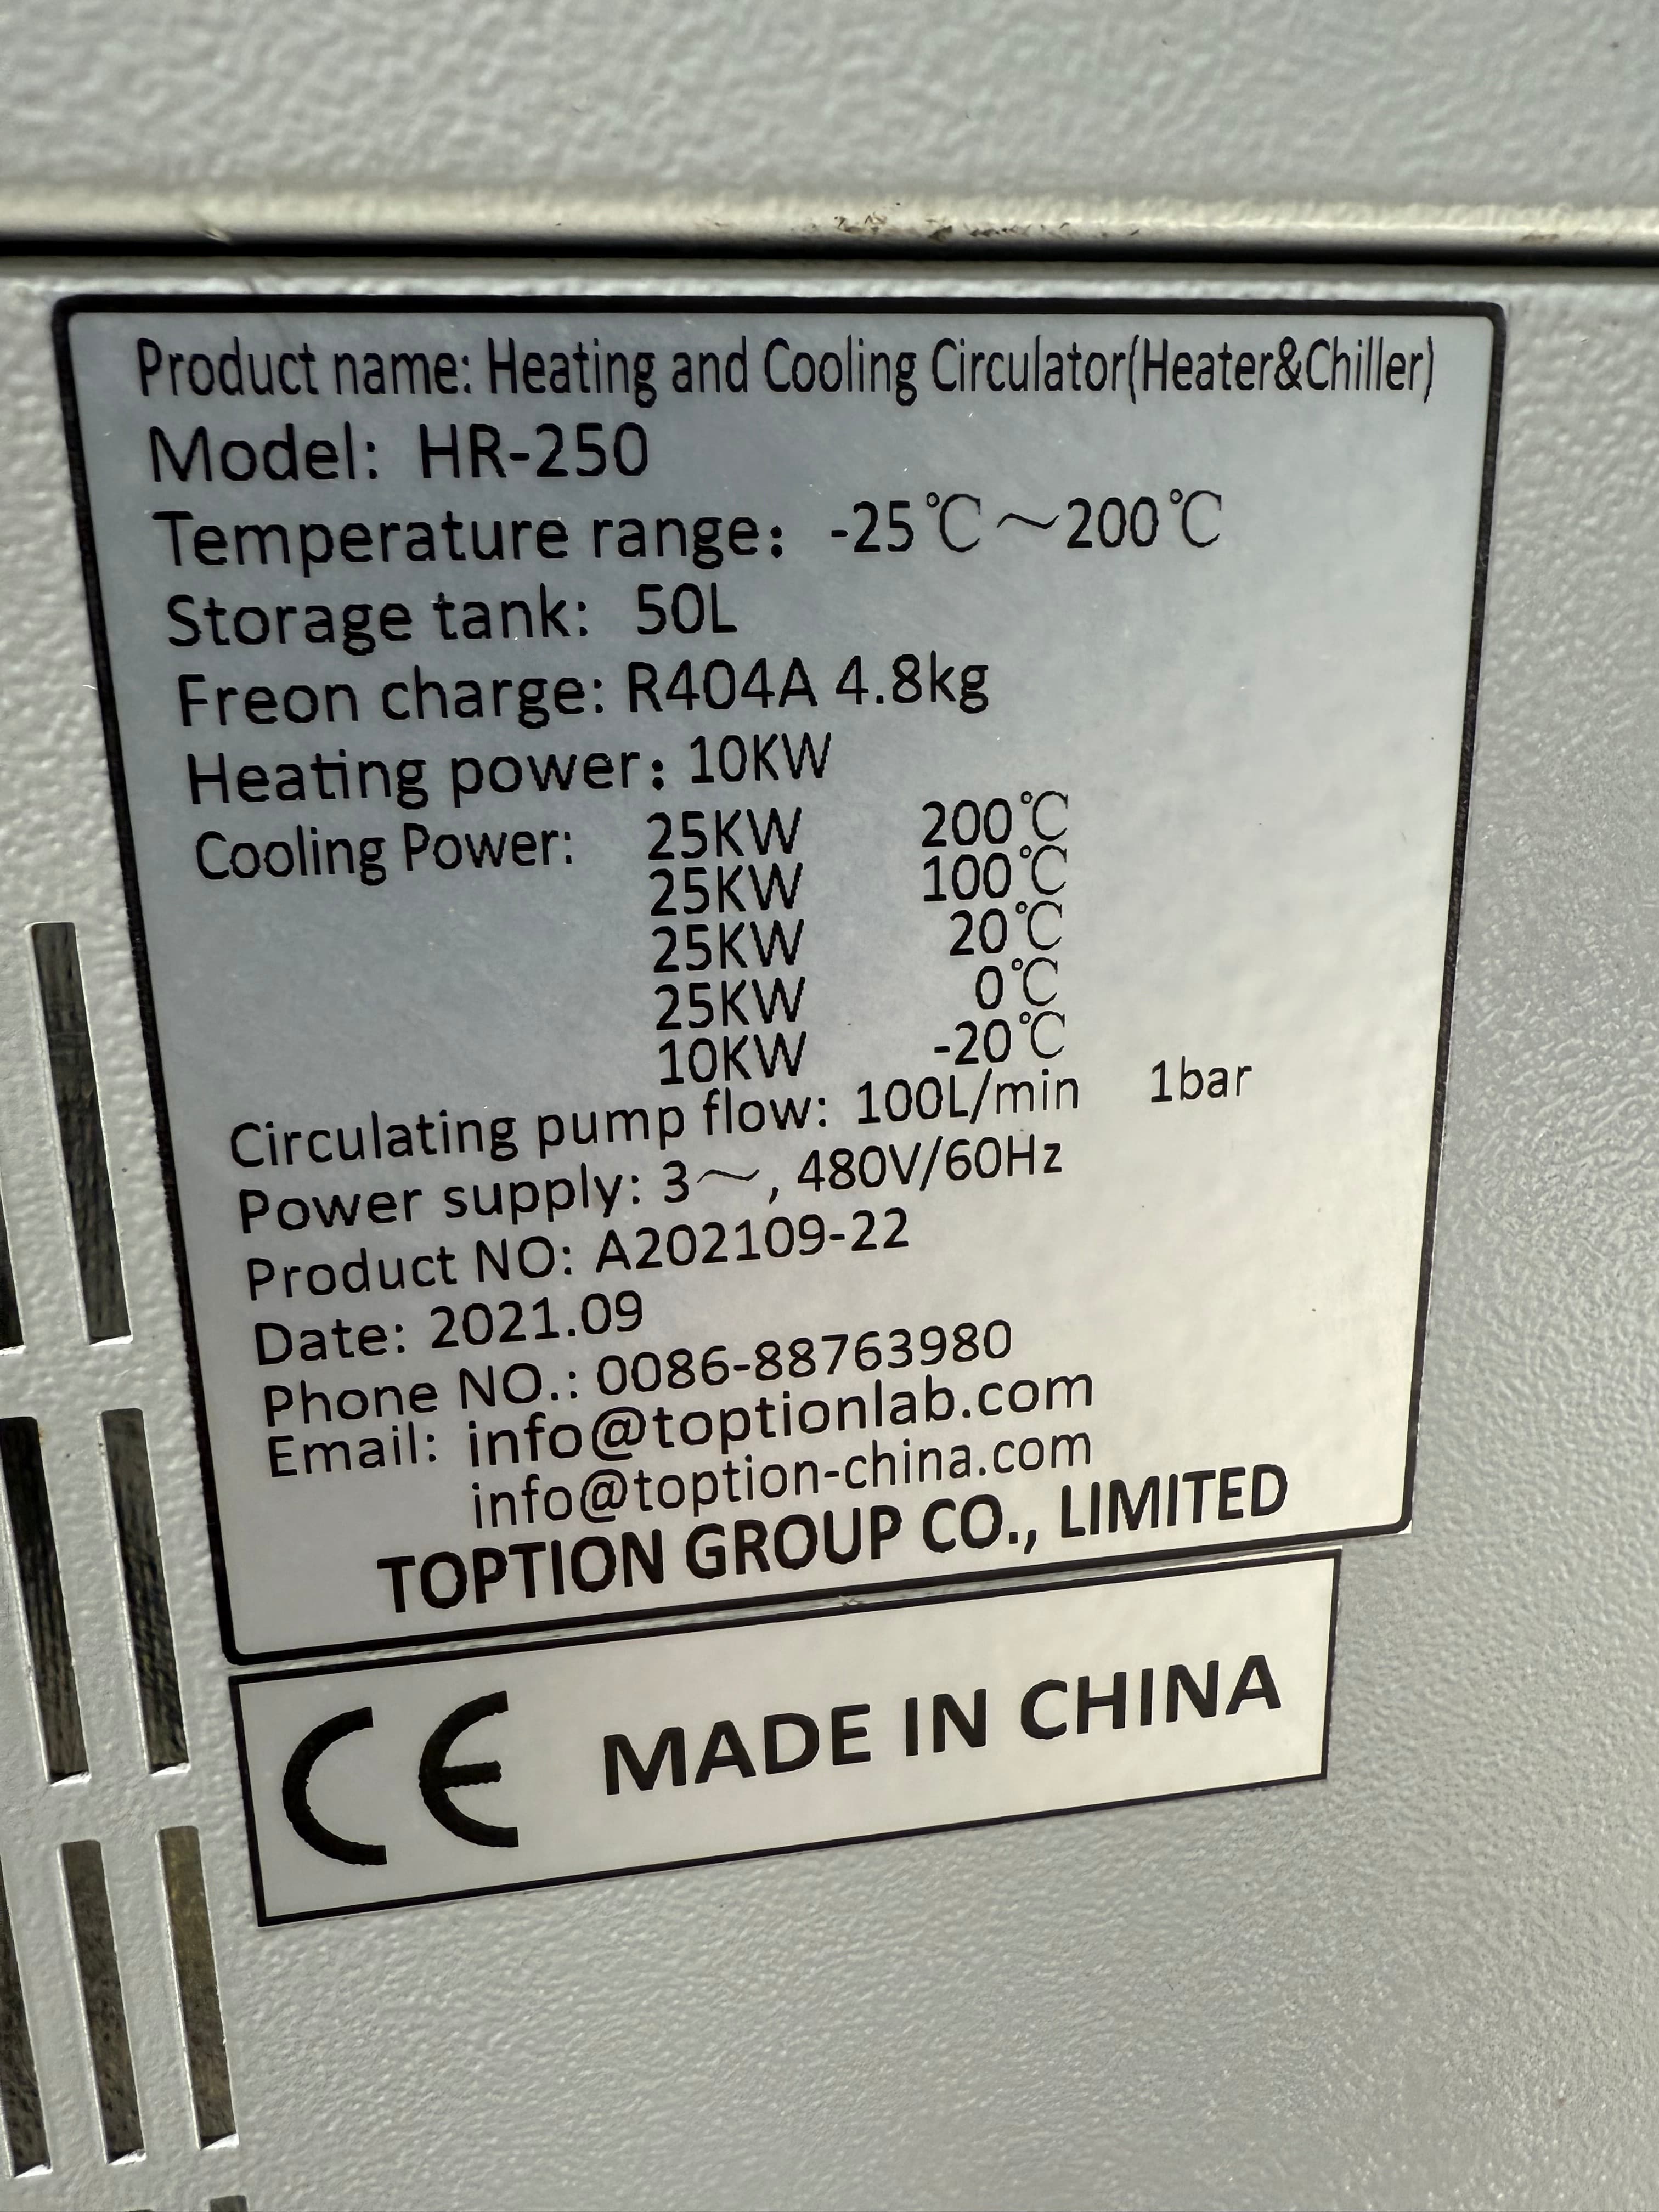 Product name: Heating and Cooling Circulator(Heater&Chiller)
Model: HR-250
Temperature range： -25℃～200℃
Storage tank: 50L
Freon charge: R404A 4.8kg
Heating power：10KW
Cooling Power: 25KW 200℃
25KW 100℃
25KW 20℃
25KW 0℃
10KW -20℃
Circulating pump flow: 100L/min 1bar
Power supply: 3～, 480V/60Hz
Product NO: A202109-22
Date: 2021.09
Phone NO.: 0086-88763980
Email: info@toptionlab.com
info@toption-china.com
TOPTION GROUP CO., LIMITED
CE MADE IN CHINA